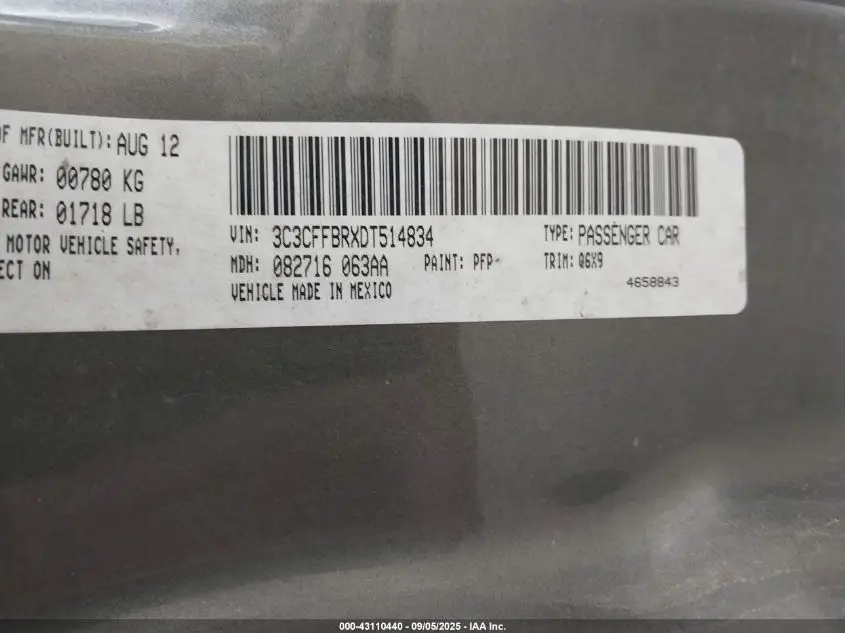 OF MFR(BUILT): AUG 12
GAWR: 00780 KG
REAR: 01718 LB
MOTOR VEHICLE SAFETY,
ECT ON
VIN: 3C3CFFBRXDT514834 TYPE: PASSENGER CAR
MDH: 082716 063AA PAINT: PFP TRIM: Q6X9
VEHICLE MADE IN MEXICO 4658843
000-43110440 - 09/05/2025 - IAA Inc.